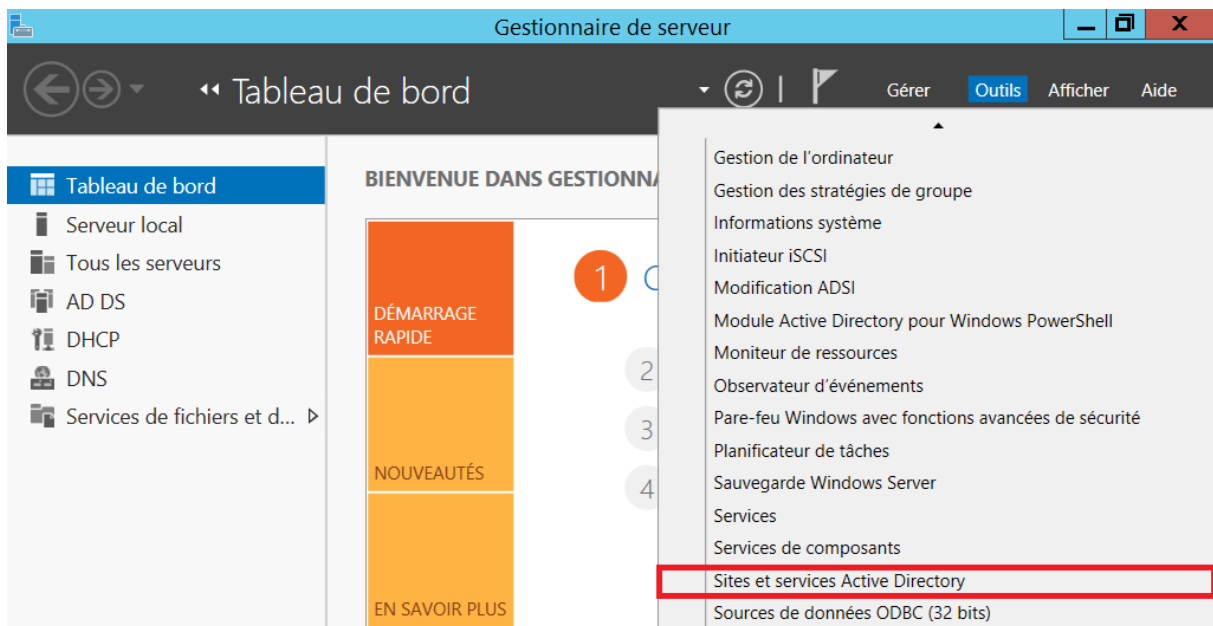 Gestionnaire de serveur
Tableau de bord
Gérer Outils Afficher Aide
Tableau de bord
Serveur local
Tous les serveurs
AD DS
DHCP
DNS
Services de fichiers et d...
BIENVENUE DANS
DÉMARRAGE
RAPIDE
NOUVEAUTÉS
EN SAVOIR PLUS
1
2
3
4
Gestion de l’ordinateur
Gestion des stratégies de groupe
Informations système
Initiateur iSCSI
Modification ADSI
Module Active Directory pour Windows PowerShell
Moniteur de ressources
Observateur d’événements
Pare-feu Windows avec fonctions avancées de sécurité
Planificateur de tâches
Sauvegarde Windows Server
Services
Services de composants
Sites et services Active Directory
Sources de données ODBC (32 bits)